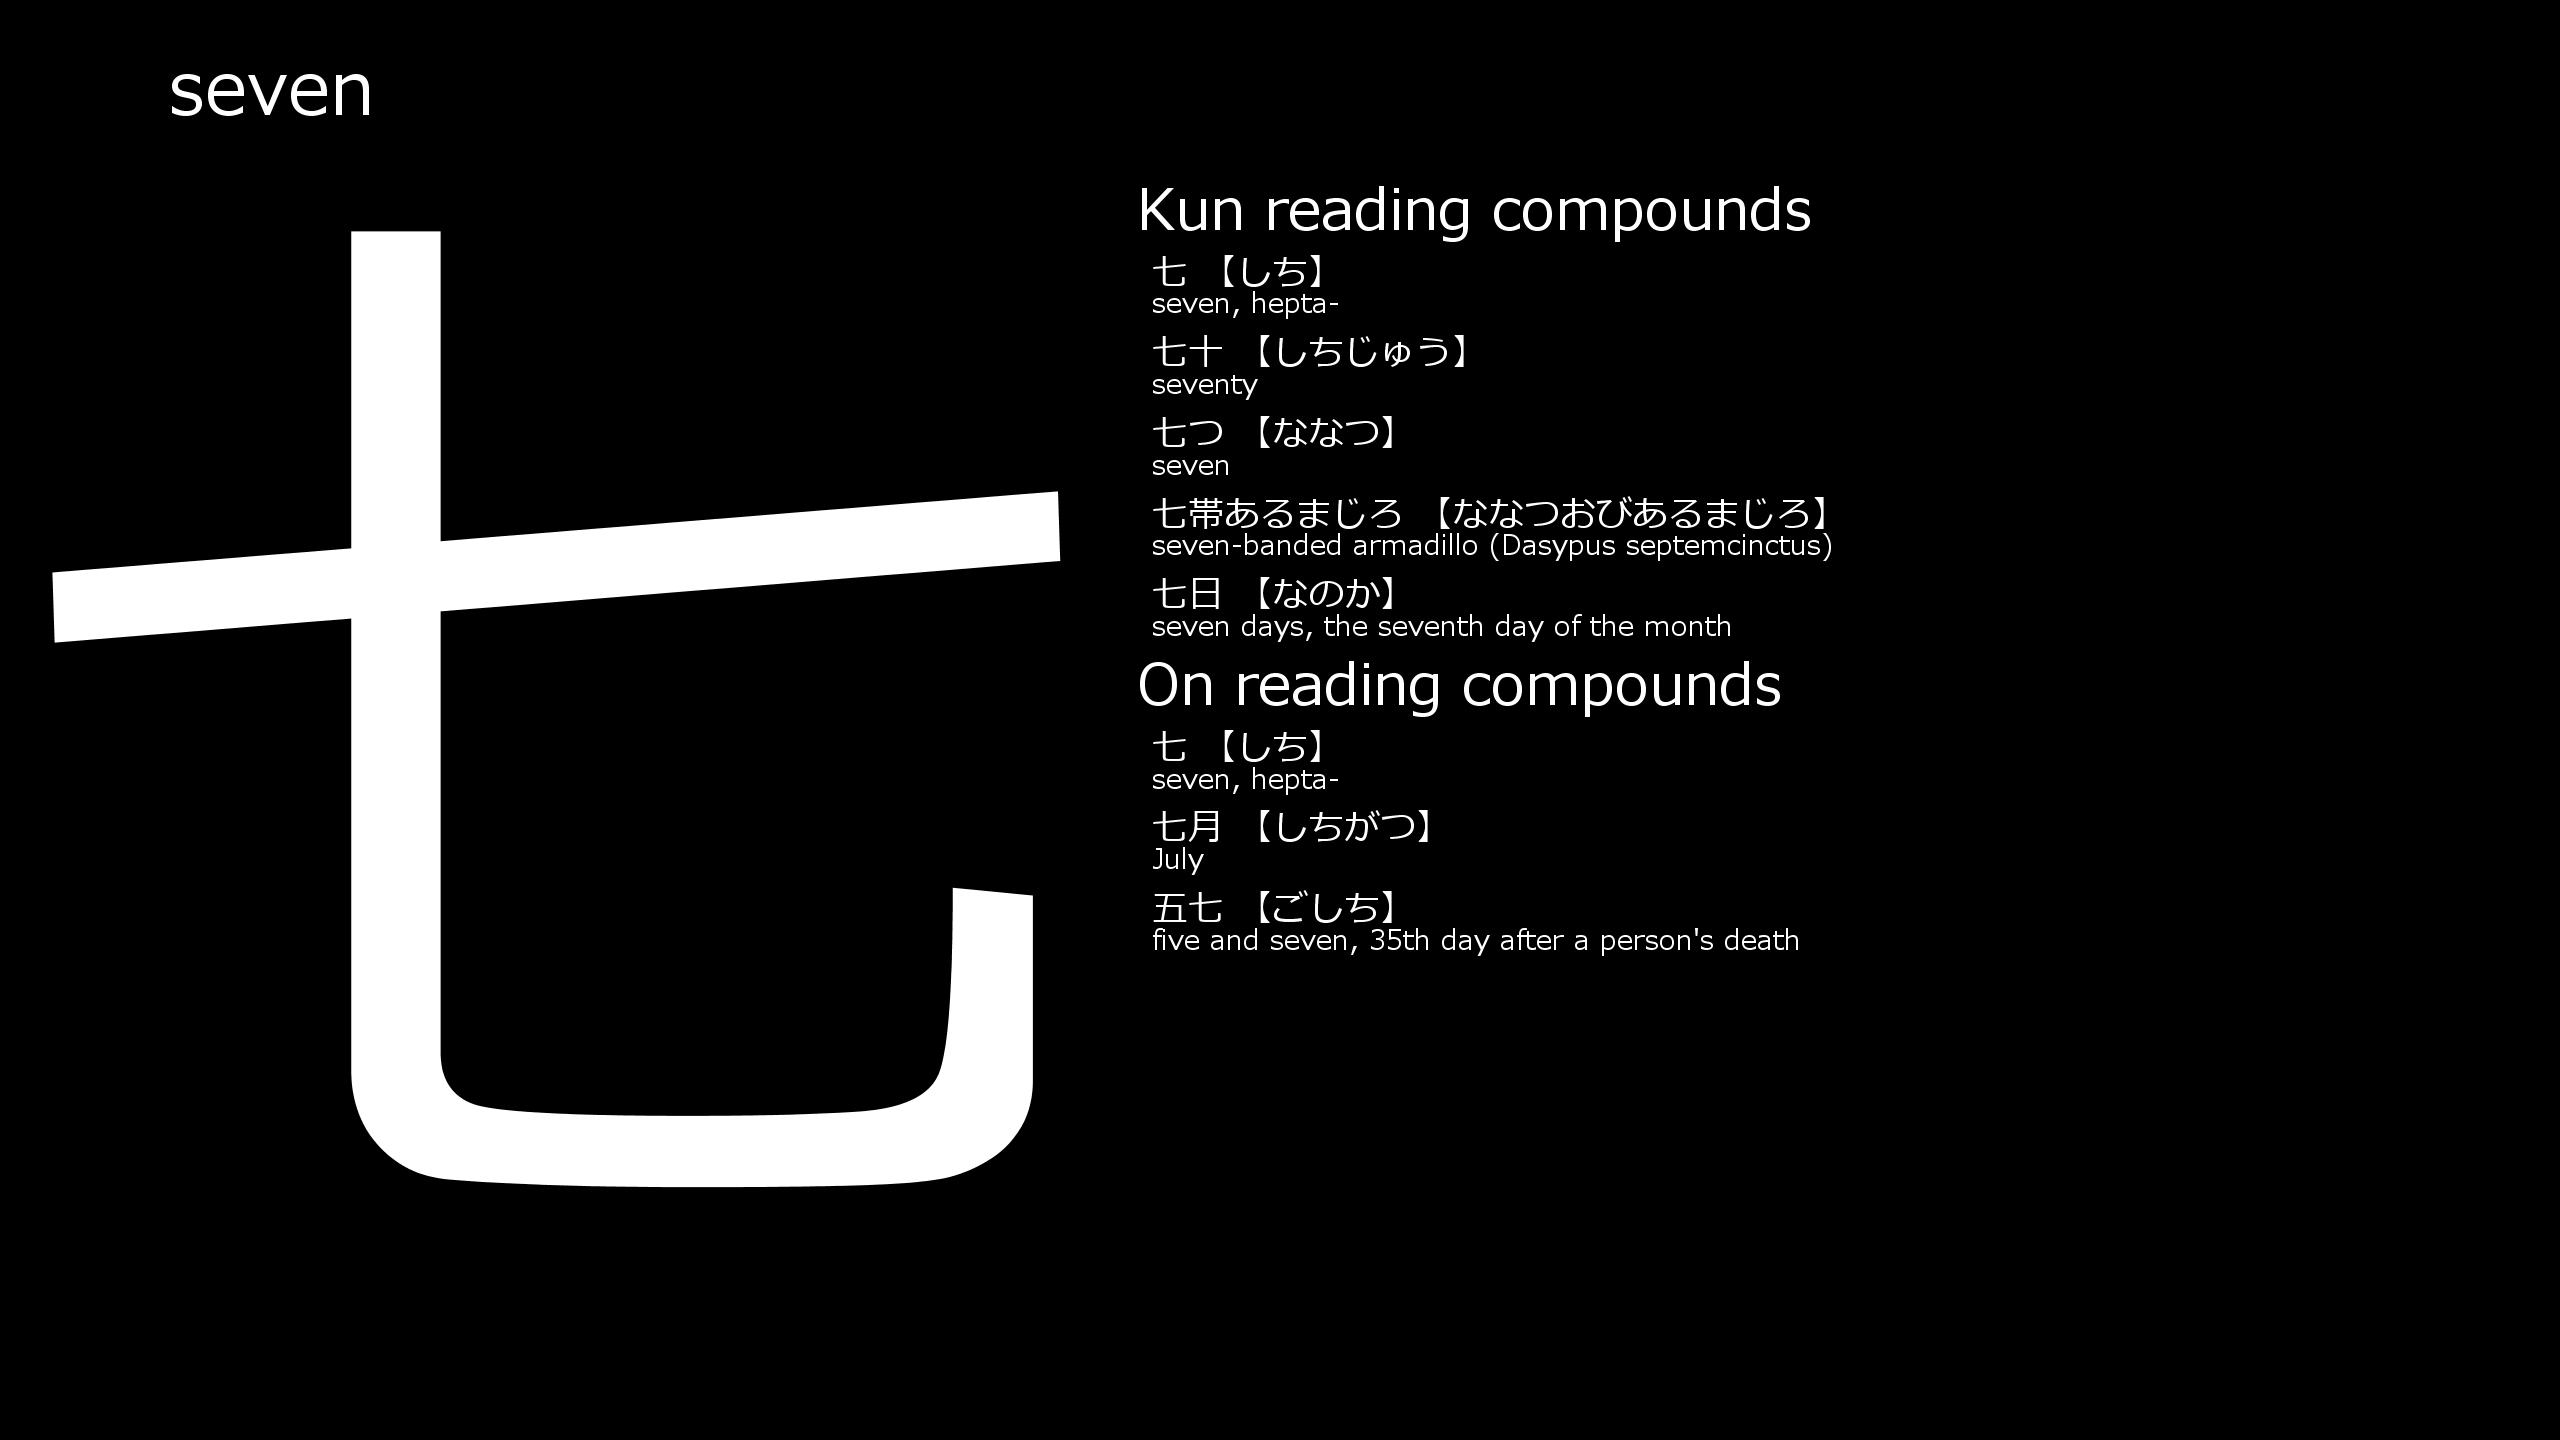 seven
七
Kun reading compounds
七 【しち】
seven, hepta-
七十 【しちじゅう】
seventy
七つ 【ななつ】
seven
七帯あるまじろ 【ななつおびあるまじろ】
seven-banded armadillo (Dasypus septemcinctus)
七日 【なのか】
seven days, the seventh day of the month
On reading compounds
七 【しち】
seven, hepta-
七月 【しちがつ】
July
五七 【ごしち】
five and seven, 35th day after a person's death